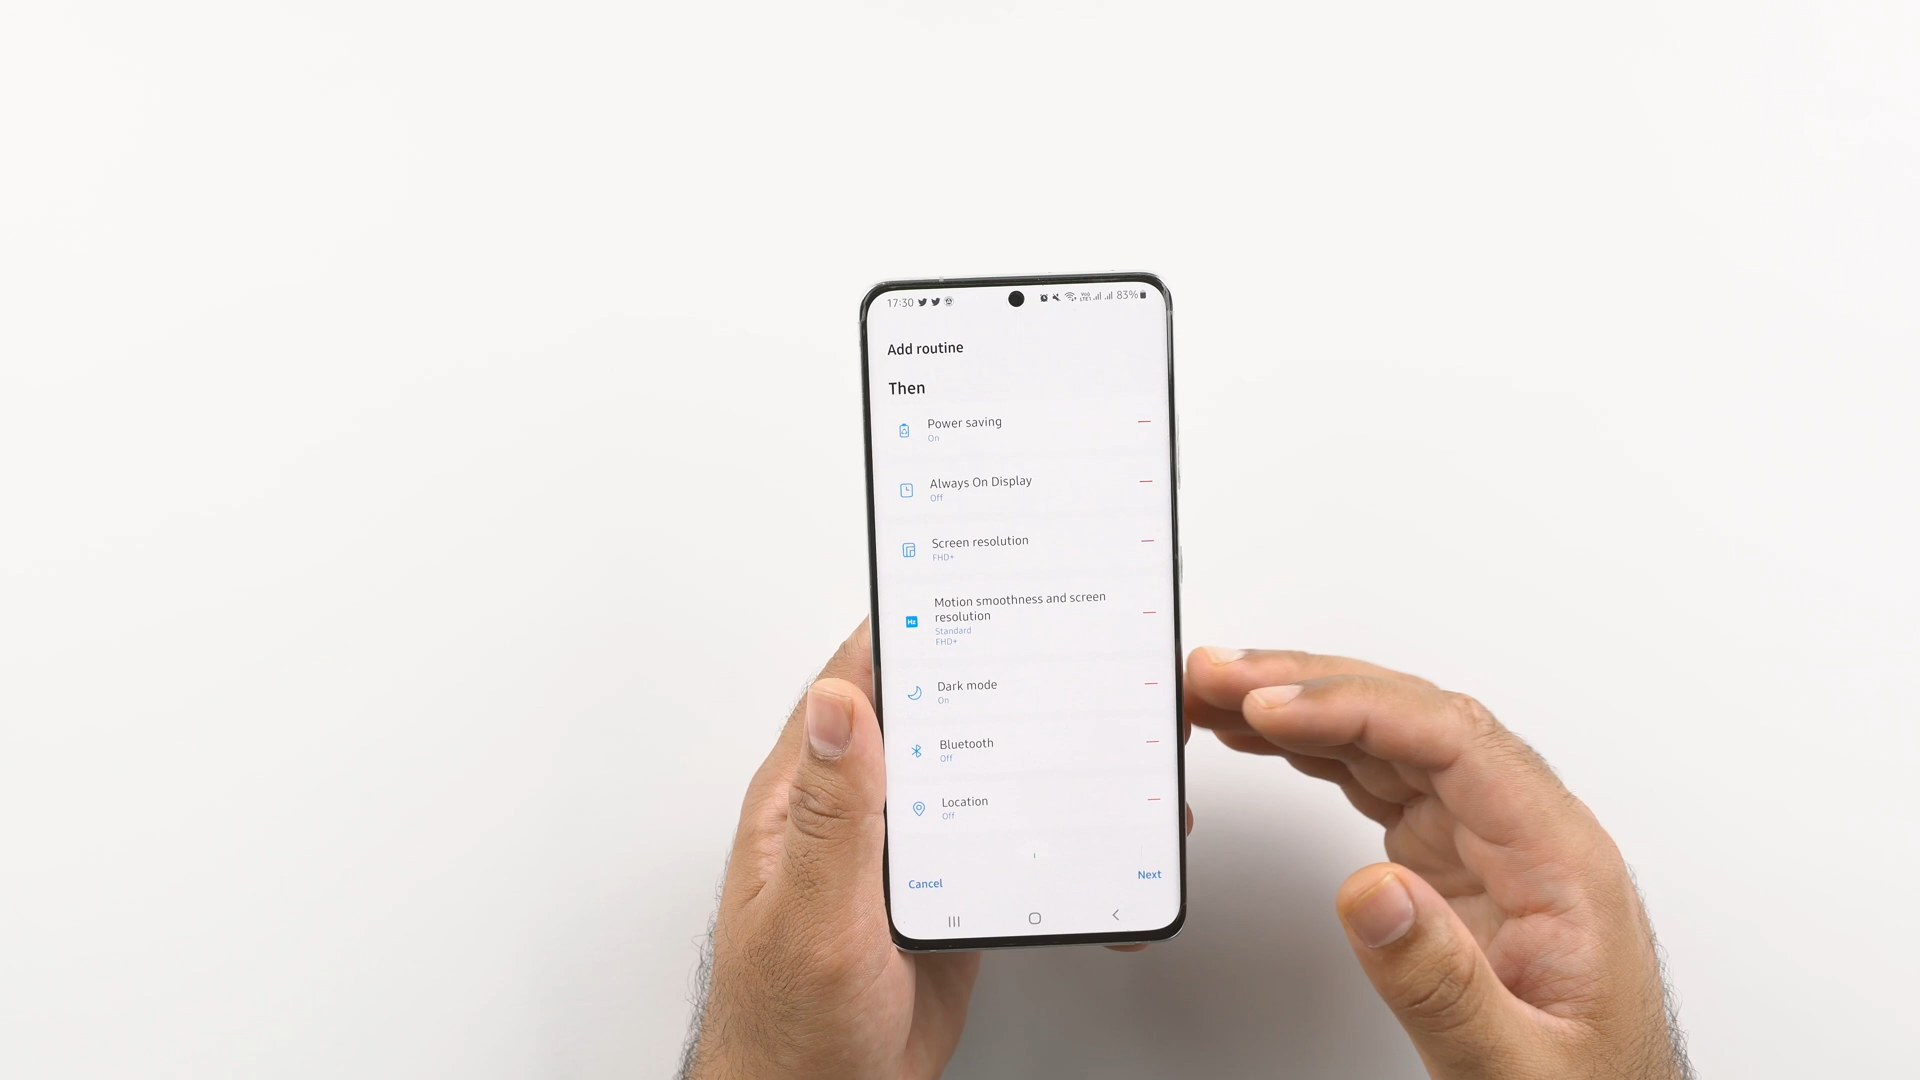 17:30 83%
Add routine
Then
Power saving
On
Always On Display
Off
Screen resolution
FHD+
Motion smoothness and screen
resolution
Standard
FHD+
Hz
Dark mode
On
Bluetooth
Off
Location
Off
Cancel Next